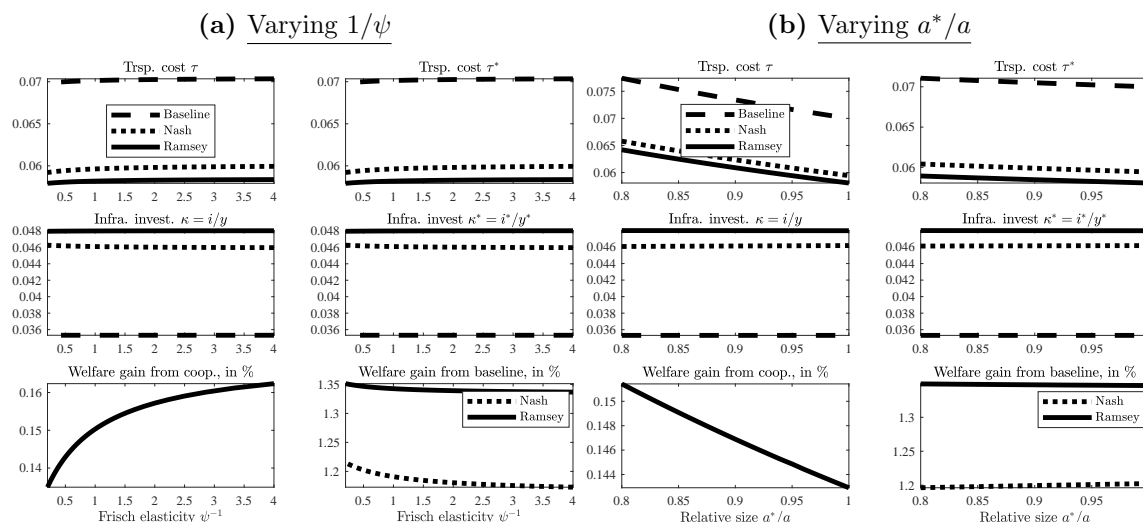 (a) Varying 1/ψ
Trsp. cost τ
0.07
0.065
0.06
Baseline
Nash
Ramsey
0.5 1 1.5 2 2.5 3 3.5 4
Trsp. cost τ*
0.07
0.065
0.06
0.5 1 1.5 2 2.5 3 3.5 4
Infra. invest. κ = i/y
0.048
0.046
0.044
0.042
0.04
0.038
0.036
0.5 1 1.5 2 2.5 3 3.5 4
Infra. invest κ* = i*/y*
0.048
0.046
0.044
0.042
0.04
0.038
0.036
0.5 1 1.5 2 2.5 3 3.5 4
Welfare gain from coop., in %
0.16
0.15
0.14
0.5 1 1.5 2 2.5 3 3.5 4
Frisch elasticity ψ⁻¹
Welfare gain from baseline, in %
1.35
1.3
1.2
Nash
Ramsey
0.5 1 1.5 2 2.5 3 3.5 4
Frisch elasticity ψ⁻¹
(b) Varying a*/a
Trsp. cost τ
0.075
0.07
0.065
0.06
Baseline
Nash
Ramsey
0.8 0.85 0.9 0.95 1
Trsp. cost τ*
0.07
0.065
0.06
0.8 0.85 0.9 0.95
Infra. invest. κ = i/y
0.048
0.046
0.044
0.042
0.04
0.038
0.036
0.8 0.85 0.9 0.95 1
Infra. invest κ* = i*/y*
0.048
0.046
0.044
0.042
0.04
0.038
0.036
0.8 0.85 0.9 0.95
Welfare gain from coop., in %
0.15
0.148
0.146
0.144
0.8 0.85 0.9 0.95 1
Relative size a*/a
Welfare gain from baseline, in %
1.3
1.2
Nash
Ramsey
0.8 0.85 0.9 0.95
Relative size a*/a